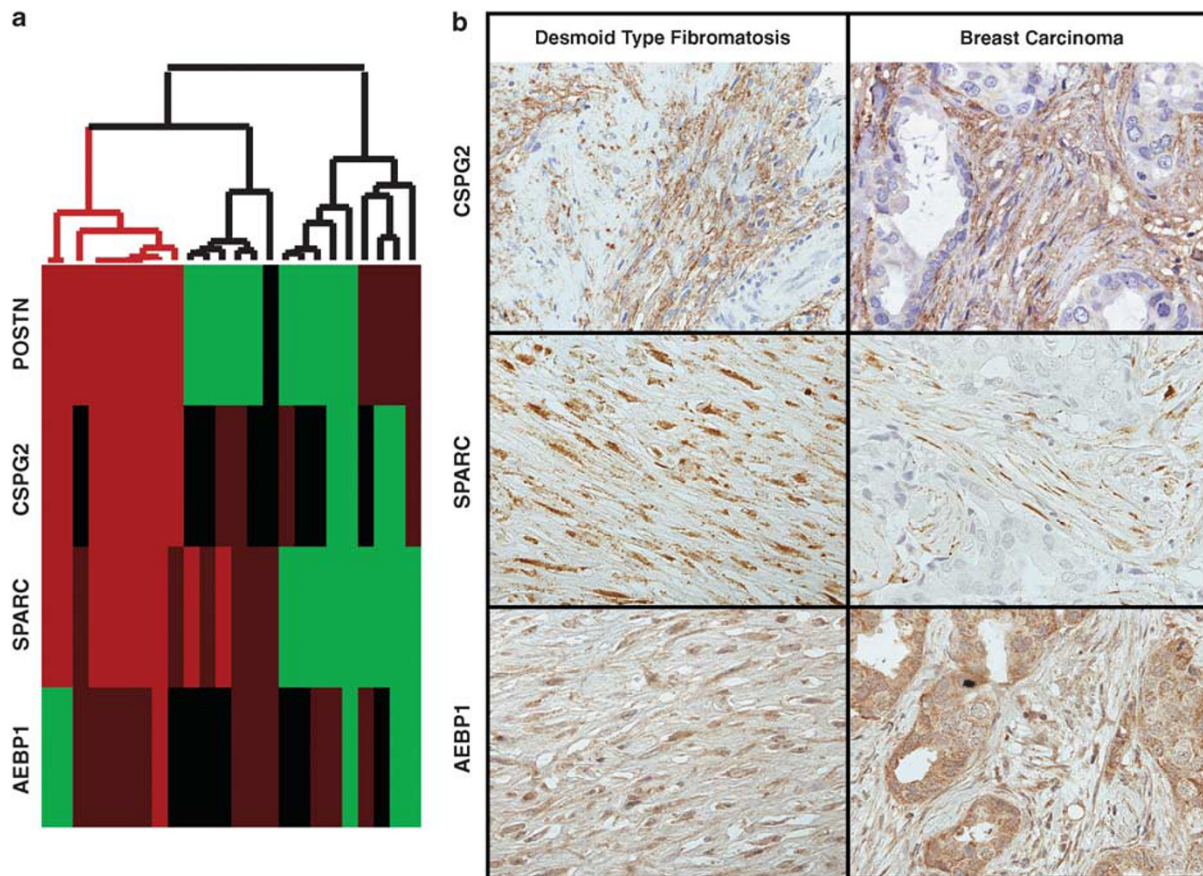 a
POSTN
CSPG2
SPARC
AEBP1
b
Desmoid Type Fibromatosis
Breast Carcinoma
CSPG2
SPARC
AEBP1